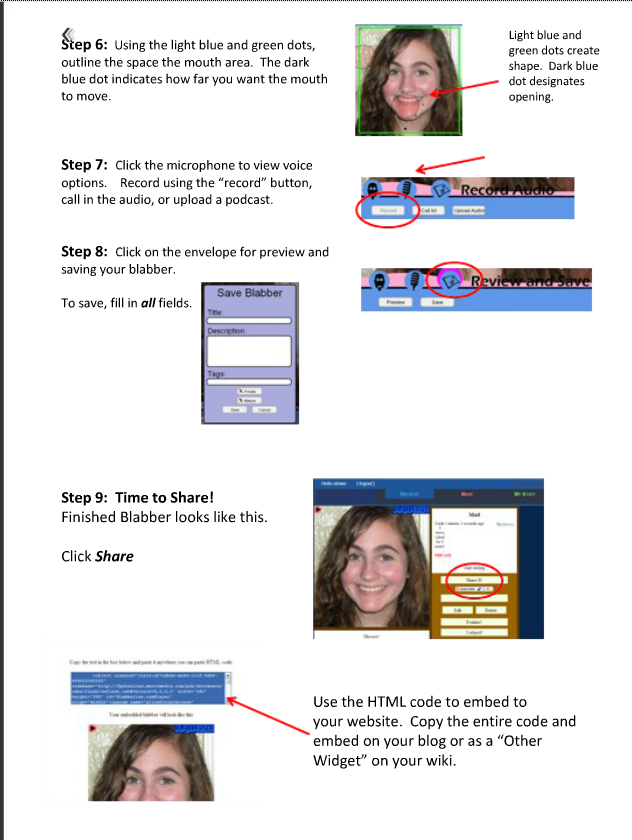 Step 6: Using the light blue and green dots,
outline the space the mouth area. The dark
blue dot indicates how far you want the mouth
to move.
Light blue and
green dots create
shape. Dark blue
dot designates
opening.
Step 7: Click the microphone to view voice
options. Record using the “record” button,
call in the audio, or upload a podcast.
Record Audio
Record Call In! Upload Audio
Step 8: Click on the envelope for preview and
saving your blabber.
Review and Save
Preview Save
To save, fill in all fields.
Save Blabber
Title:
Description:
Tags:
Private
Save Cancel
Step 9: Time to Share!
Finished Blabber looks like this.
Click Share
Mad
Share It!
Edit Delete
Copy the text in the box below and paste it anywhere you can paste HTML code
Your embedded blabber will look like this
Use the HTML code to embed to
your website. Copy the entire code and
embed on your blog or as a “Other
Widget” on your wiki.